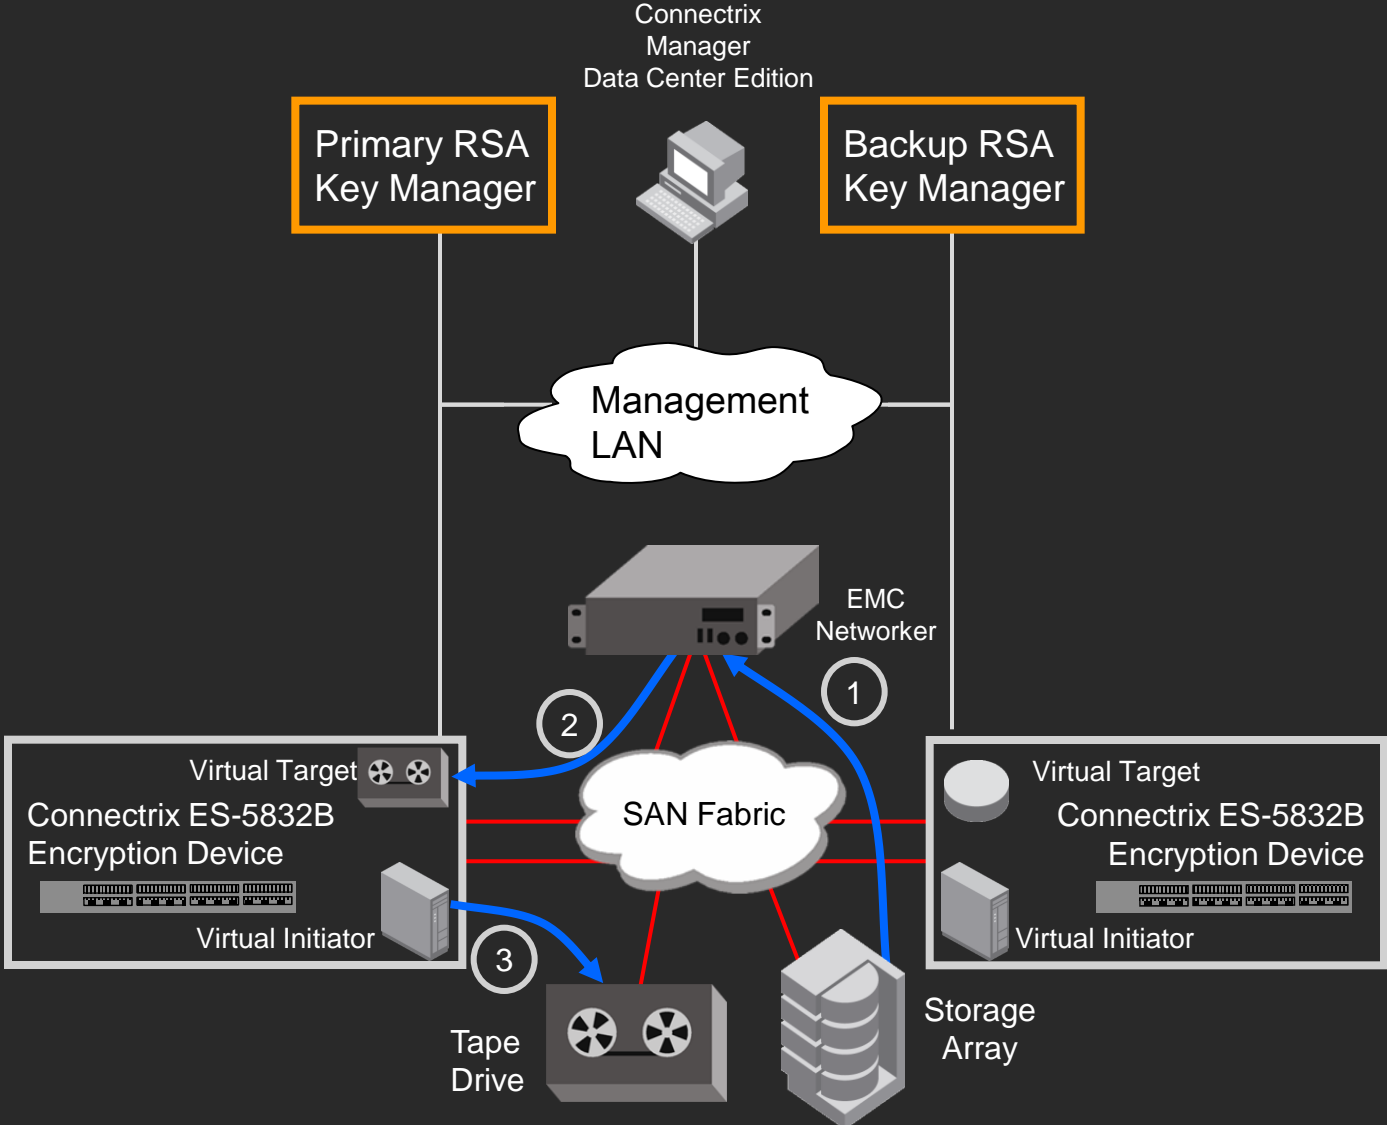 Connectrix
Manager
Data Center Edition
Primary RSA
Key Manager
Backup RSA
Key Manager
Management
LAN
EMC
Networker
1
2
Virtual Target
Connectrix ES-5832B
Encryption Device
Virtual Initiator
SAN Fabric
Virtual Target
Connectrix ES-5832B
Encryption Device
Virtual Initiator
3
Tape
Drive
Storage
Array